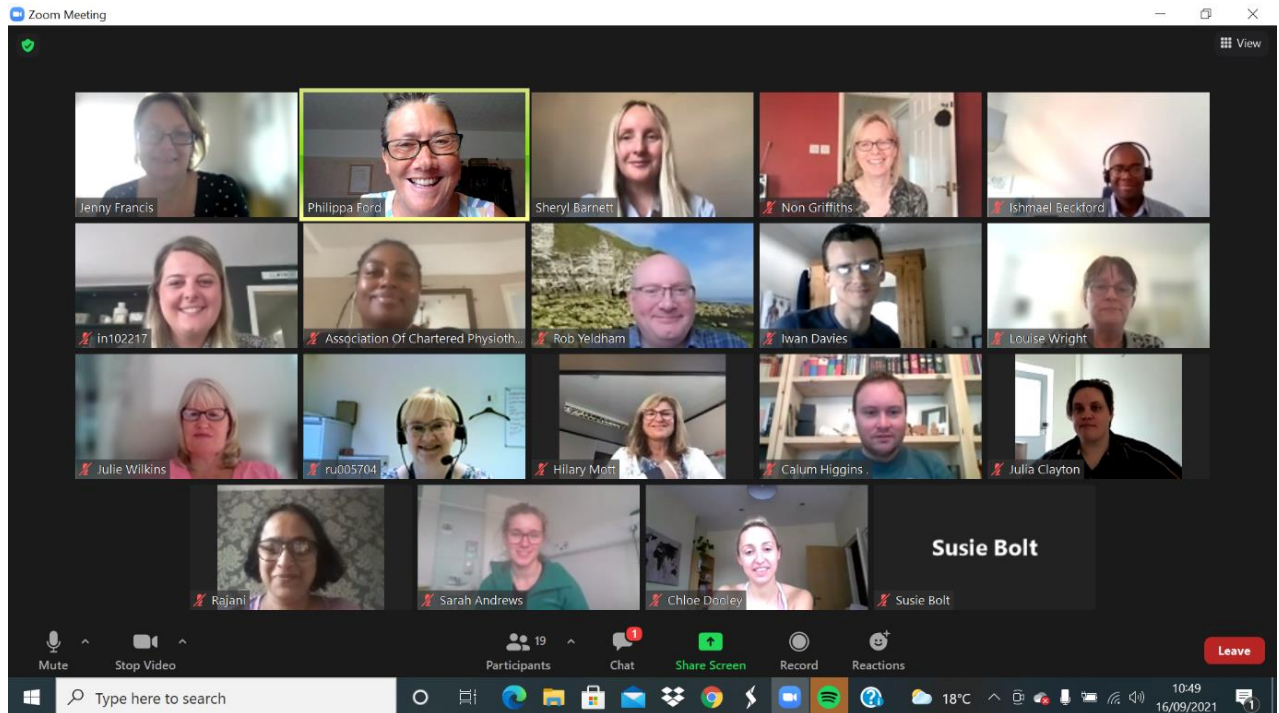 Zoom Meeting
View
Jenny Francis
Philippa Ford
Sheryl Barnett
Non Griffiths
Ishmael Beckford
in102217
Association Of Chartered Physioth...
Rob Yeldham
Iwan Davies
Louise Wright
Julie Wilkins
ru005704
Hilary Mott
Calum Higgins .
Julia Clayton
Rajani
Sarah Andrews
Chloe Dooley
Susie Bolt
Susie Bolt
Mute
Stop Video
19
Participants
1
Chat
Share Screen
Record
Reactions
Leave
Type here to search
18°C
10:49
16/09/2021
1